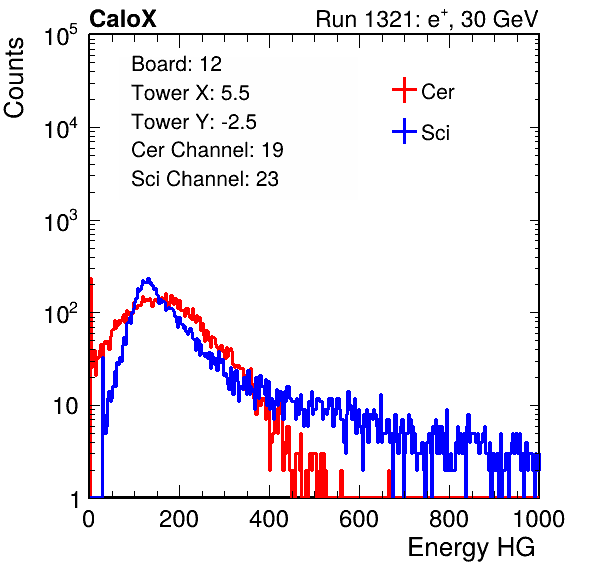 CaloX Run 1321: e⁺, 30 GeV
Counts
10⁵
10⁴
10³
10²
10
1
Board: 12
Tower X: 5.5
Tower Y: -2.5
Cer Channel: 19
Sci Channel: 23
Cer
Sci
0 200 400 600 800 1000
Energy HG